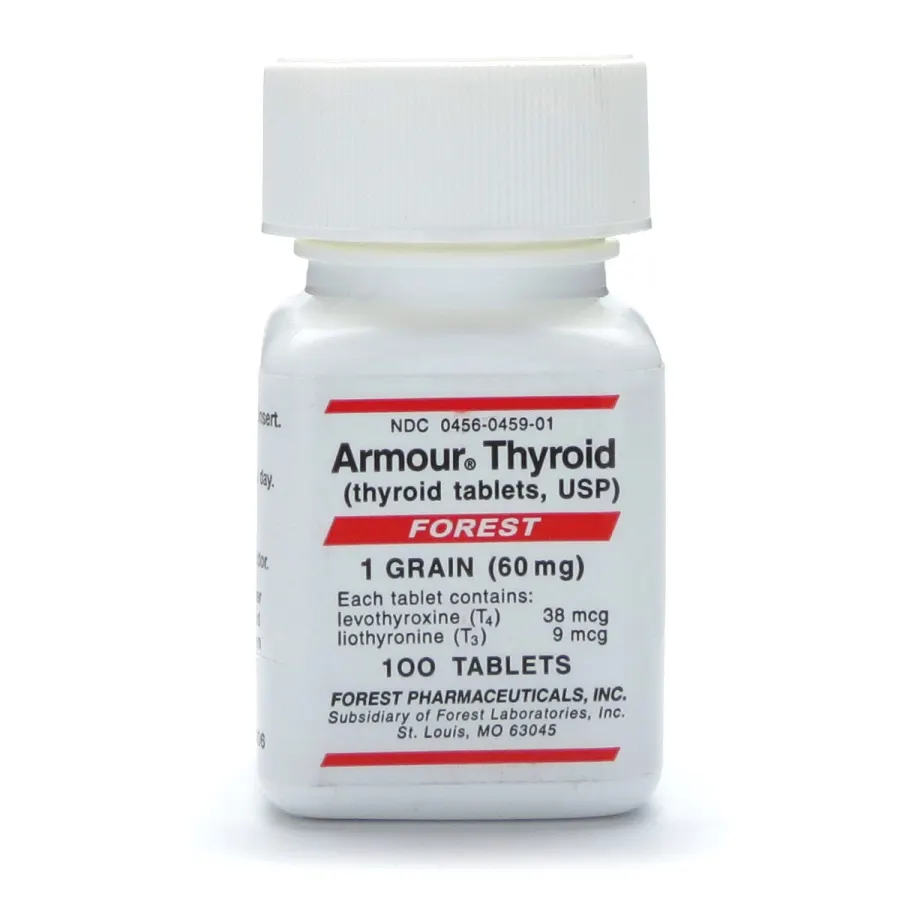 NDC 0456-0459-01
Armour® Thyroid
(thyroid tablets, USP)
FOREST
1 GRAIN (60 mg)
Each tablet contains:
levothyroxine (T₄) 38 mcg
liothyronine (T₃) 9 mcg
100 TABLETS
FOREST PHARMACEUTICALS, INC.
Subsidiary of Forest Laboratories, Inc.
St. Louis, MO 63045
day.